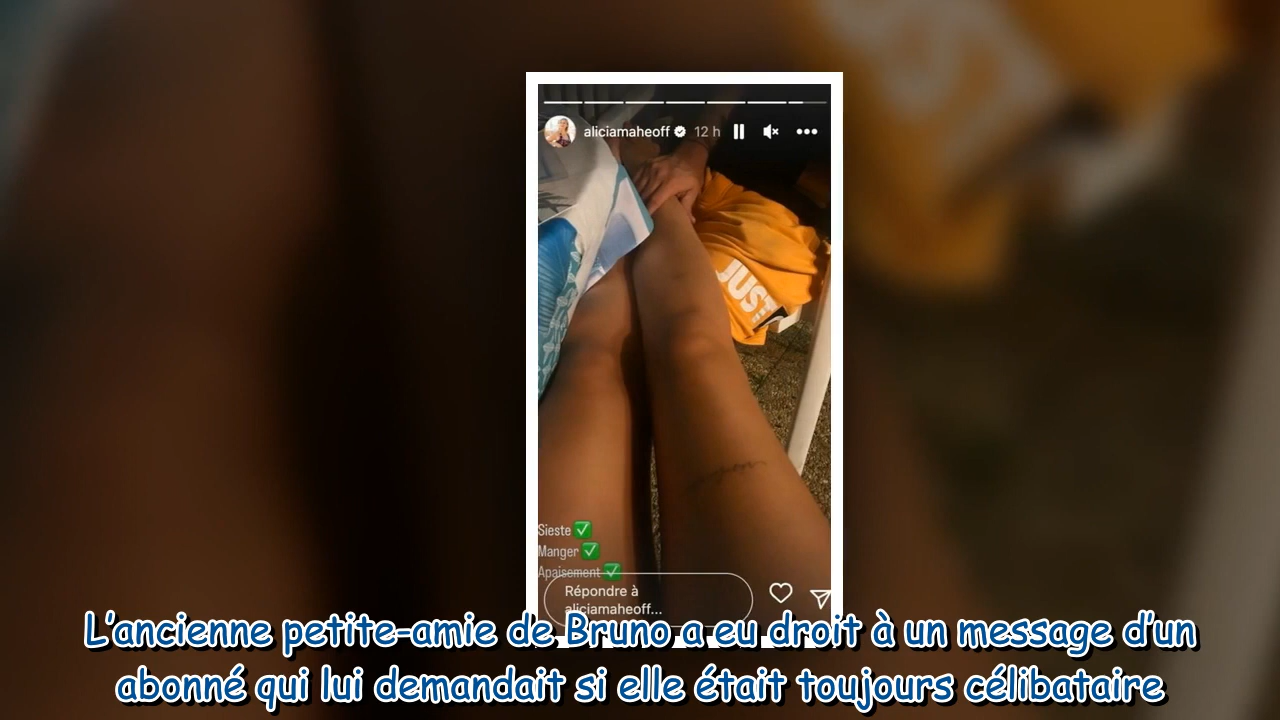 aliciamaheoff 12 h
JUST
Sieste ✅
Manger ✅
Apaisement ✅
Répondre à
aliciamaheoff...
L'ancienne petite-amie de Bruno a eu droit à un message d'un
abonné qui lui demandait si elle était toujours célibataire